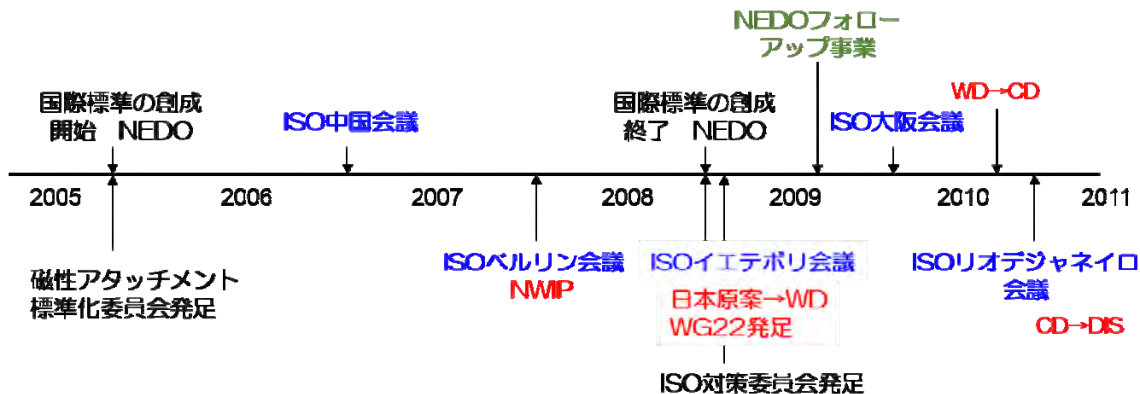 NEDOフォロー
アップ事業
国際標準の創成
開始　NEDO
ISO中国会議
国際標準の創成
終了　NEDO
ISO大阪会議
WD→CD
2005
2006
2007
2008
2009
2010
2011
磁性アタッチメント
標準化委員会発足
ISOベルリン会議
NWIP
ISOイエテボリ会議
日本原案→WD
WG22発足
ISO対策委員会発足
ISOリオデジャネイロ
会議
CD→DIS